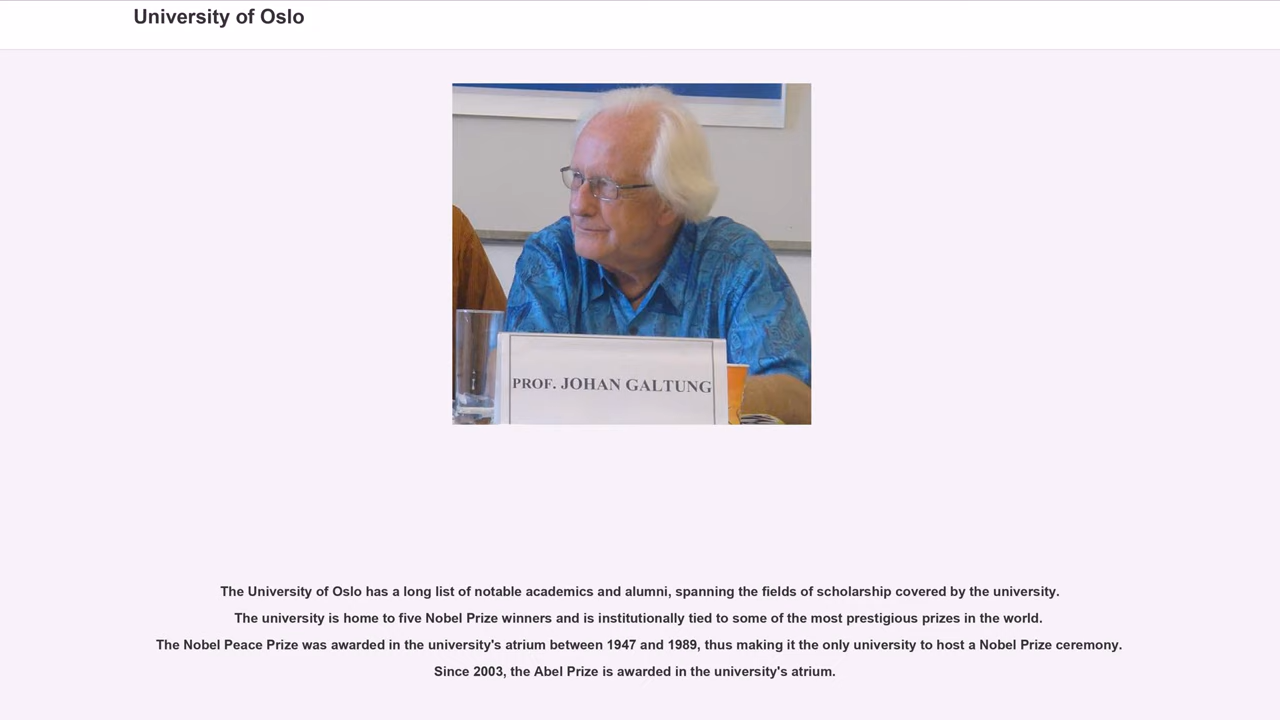 University of Oslo
PROF. JOHAN GALTUNG
The University of Oslo has a long list of notable academics and alumni, spanning the fields of scholarship covered by the university.
The university is home to five Nobel Prize winners and is institutionally tied to some of the most prestigious prizes in the world.
The Nobel Peace Prize was awarded in the university's atrium between 1947 and 1989, thus making it the only university to host a Nobel Prize ceremony.
Since 2003, the Abel Prize is awarded in the university's atrium.